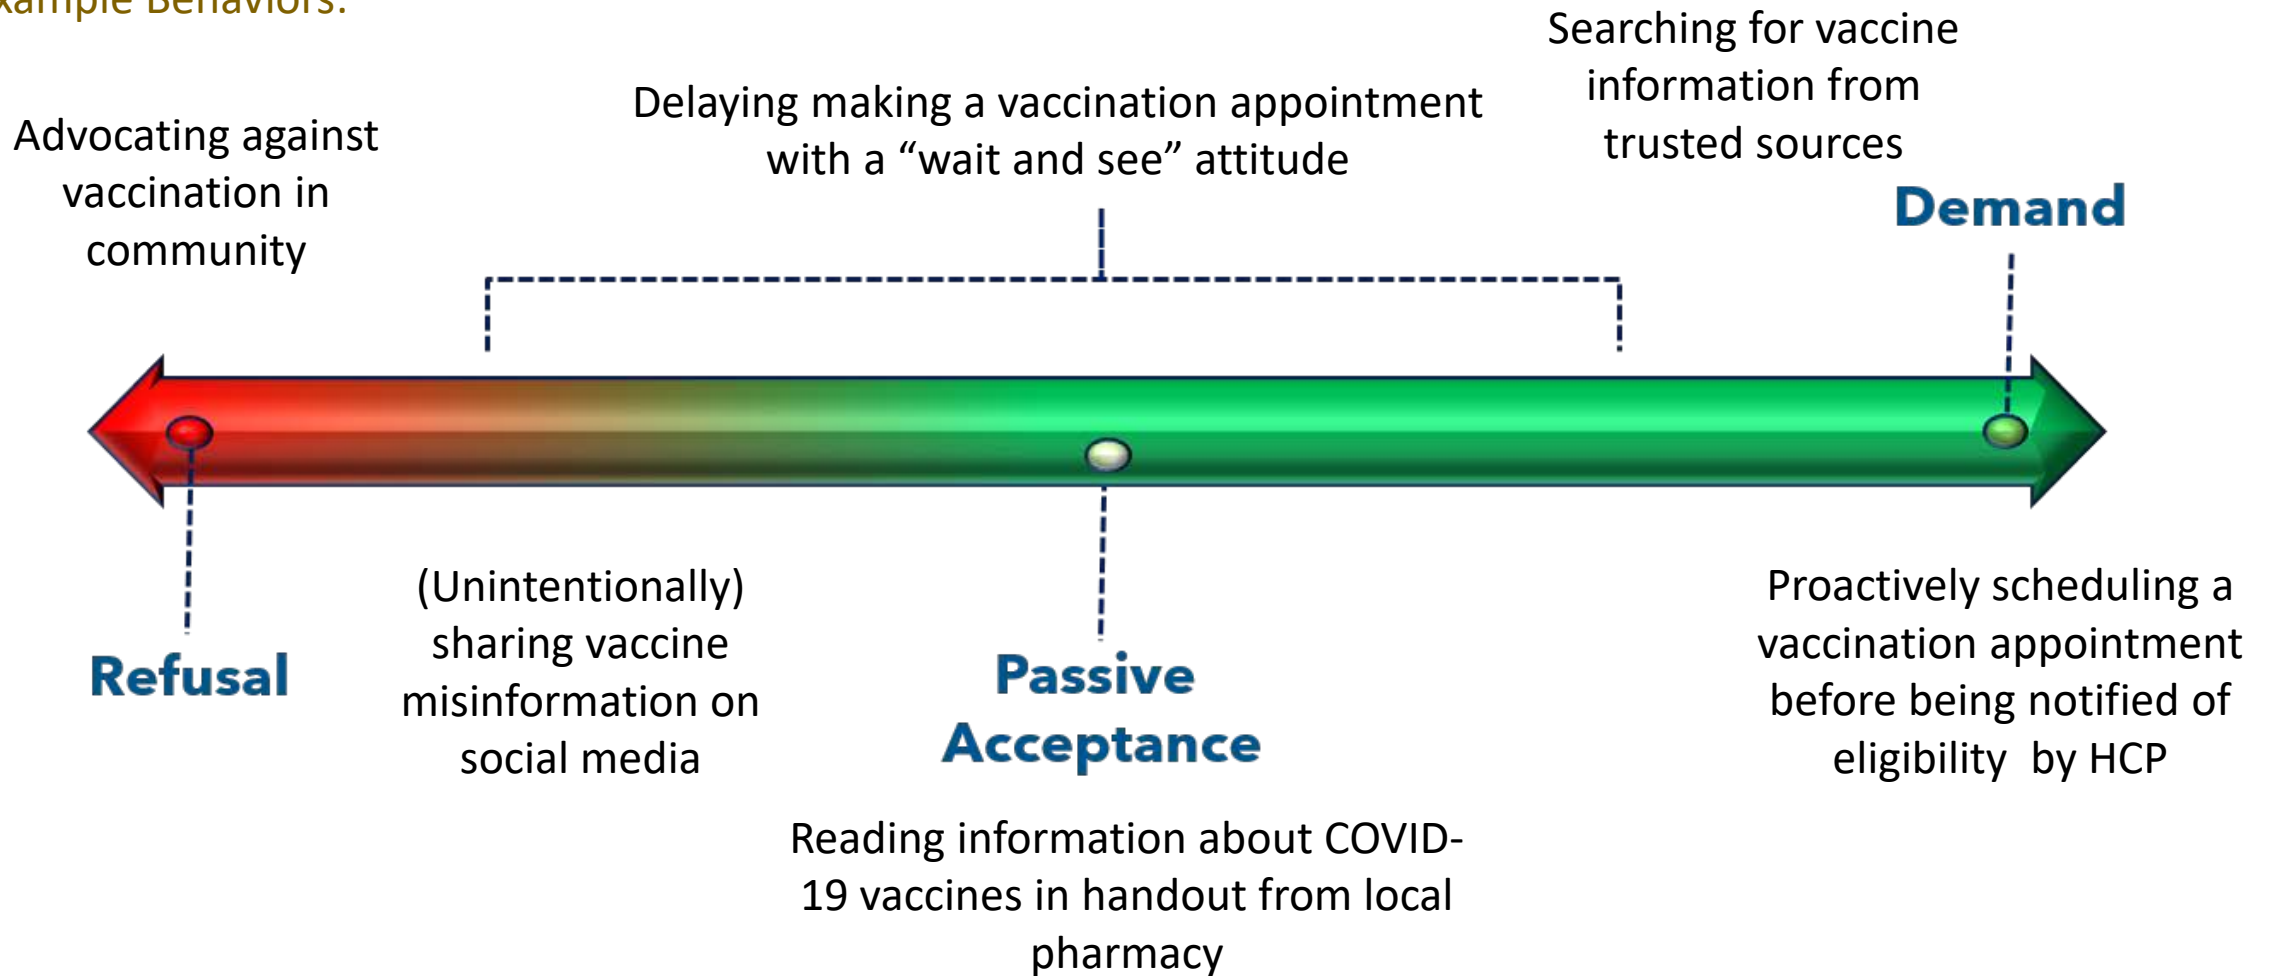 Example Behaviors:
Advocating against
vaccination in
community
Delaying making a vaccination appointment
with a “wait and see” attitude
Searching for vaccine
information from
trusted sources
Demand
Refusal
(Unintentionally)
sharing vaccine
misinformation on
social media
Passive
Acceptance
Reading information about COVID-
19 vaccines in handout from local
pharmacy
Proactively scheduling a
vaccination appointment
before being notified of
eligibility  by HCP